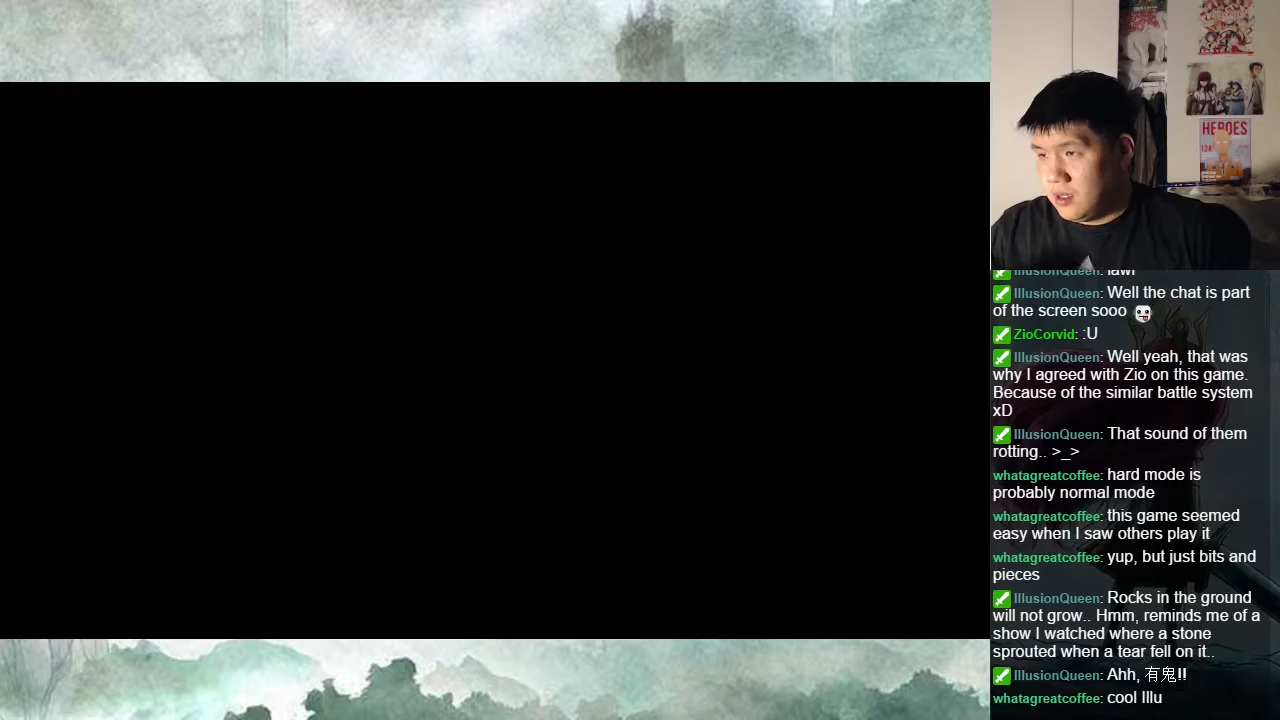 HEROES
IllusionQueen: lawl
IllusionQueen: Well the chat is part
of the screen sooo
ZioCorvid: :U
IllusionQueen: Well yeah, that was
why I agreed with Zio on this game.
Because of the similar battle system
xD
IllusionQueen: That sound of them
rotting.. >_>
whatagreatcoffee: hard mode is
probably normal mode
whatagreatcoffee: this game seemed
easy when I saw others play it
whatagreatcoffee: yup, but just bits and
pieces
IllusionQueen: Rocks in the ground
will not grow.. Hmm, reminds me of a
show I watched where a stone
sprouted when a tear fell on it..
IllusionQueen: Ahh, 有鬼!!
whatagreatcoffee: cool Illu